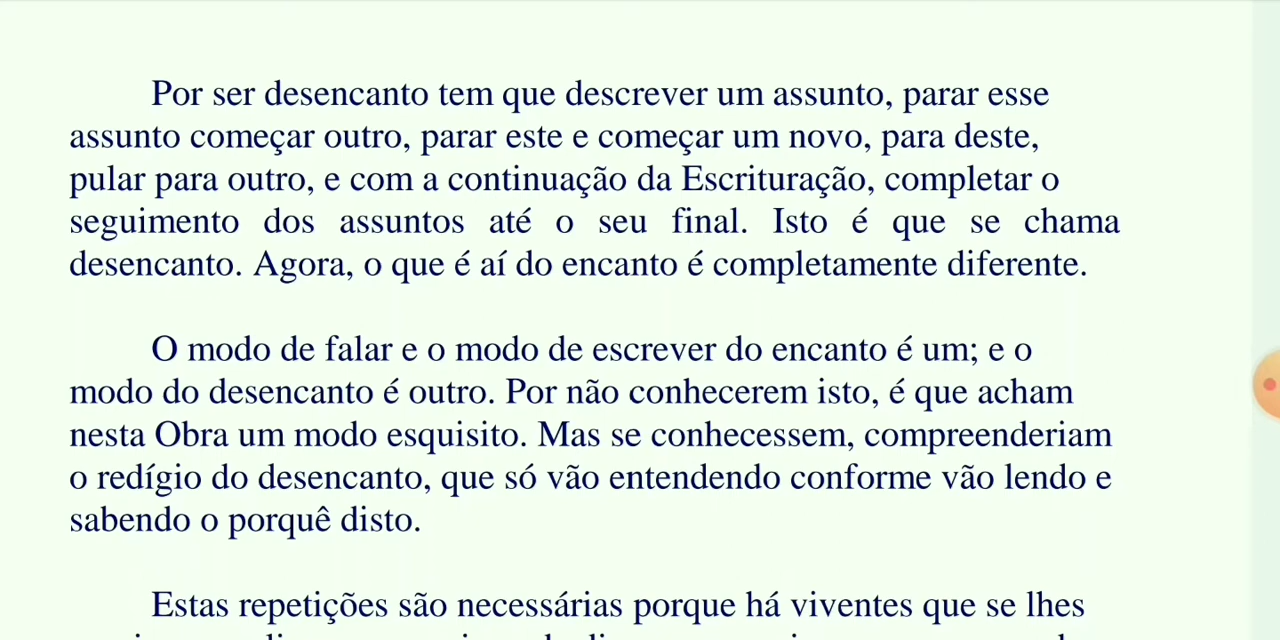 Por ser desencanto tem que descrever um assunto, parar esse
assunto começar outro, parar este e começar um novo, para deste,
pular para outro, e com a continuação da Escrituração, completar o
seguimento dos assuntos até o seu final. Isto é que se chama
desencanto. Agora, o que é aí do encanto é completamente diferente.
O modo de falar e o modo de escrever do encanto é um; e o
modo do desencanto é outro. Por não conhecerem isto, é que acham
nesta Obra um modo esquisito. Mas se conhecessem, compreenderiam
o redígio do desencanto, que só vão entendendo conforme vão lendo e
sabendo o porquê disto.
Estas repetições são necessárias porque há viventes que se lhes